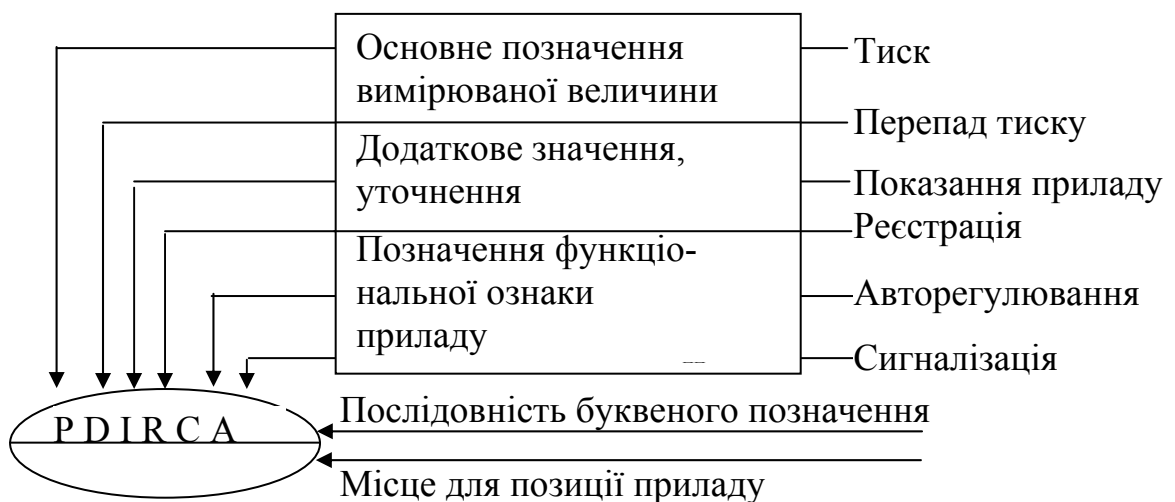 Основне позначення
вимірюваної величини
Тиск
Перепад тиску
Додаткове значення,
уточнення
Показання приладу
Реєстрація
Позначення функціо-
нальної ознаки
приладу
Авторегулювання
Сигналізація
P D I R C A
Послідовність буквеного позначення
Місце для позиції приладу